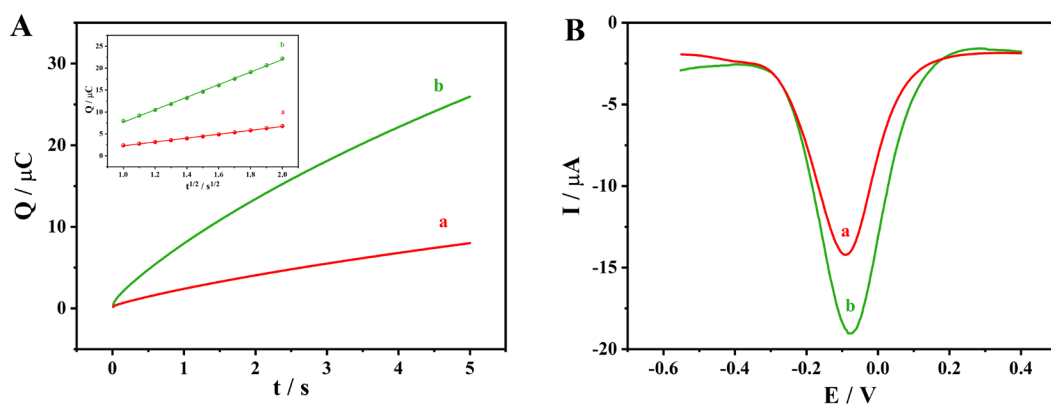 A
Q / μC
30
20
10
0
0
1
2
3
4
5
t / s
b
a
Q / μC
25
20
15
10
5
0
1.0
1.2
1.4
1.6
1.8
2.0
t1/2 / s1/2
b
a
B
I / μA
0
-5
-10
-15
-20
-0.6
-0.4
-0.2
0.0
0.2
0.4
E / V
a
b